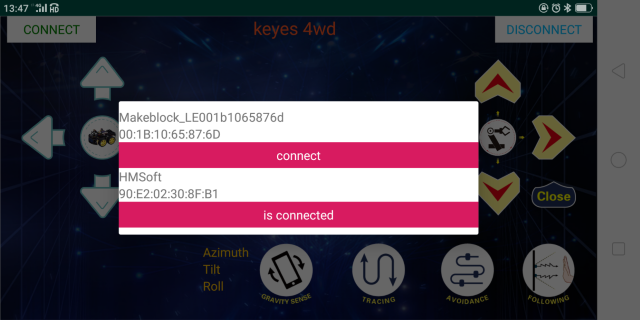 13:47
CONNECT
keyes 4wd
DISCONNECT
Makeblock_LE001b1065876d
00:1B:10:65:87:6D
connect
HMSoft
90:E2:02:30:8F:B1
is connected
Close
Azimuth
Tilt
Roll
GRAVITY SENSE
TRACING
AVOIDANCE
FOLLOWING